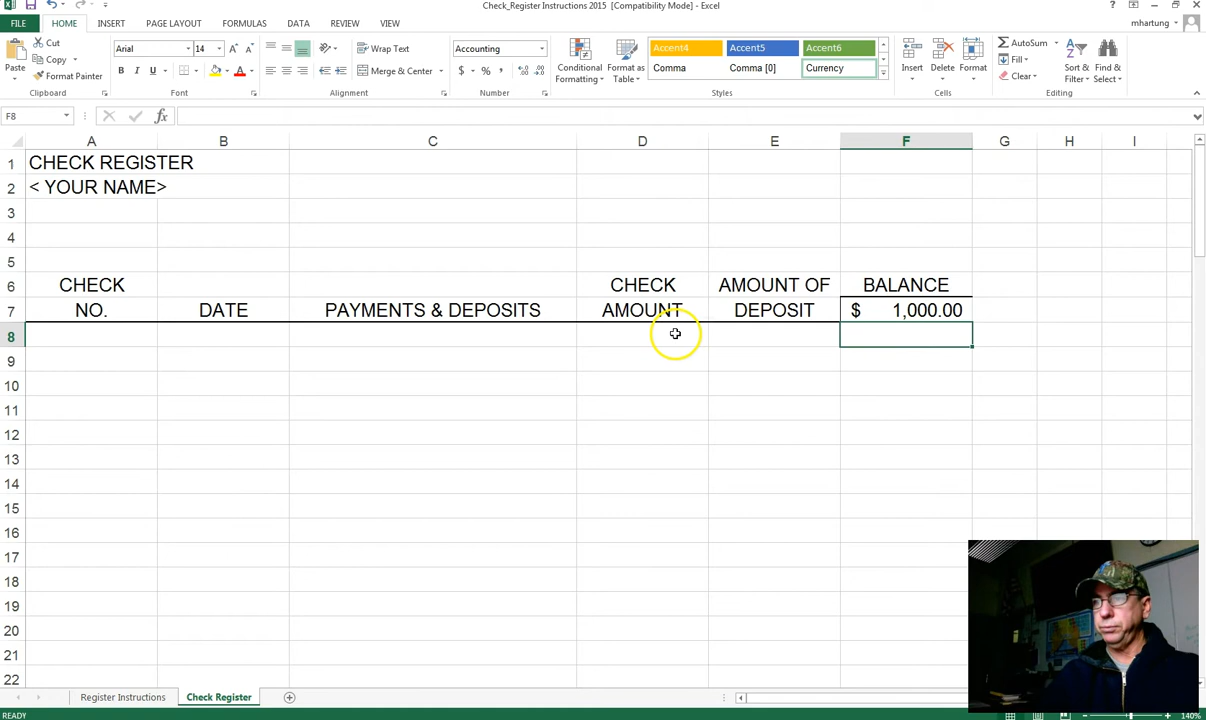 Check_Register Instructions 2015 [Compatibility Mode] - Excel
FILE HOME INSERT PAGE LAYOUT FORMULAS DATA REVIEW VIEW mhartung
Paste Cut Copy Format Painter Clipboard
Arial 14 B I U Font
Wrap Text Merge & Center Alignment
Accounting $ % , Number
Conditional Formatting Format as Table
Accent4 Accent5 Accent6
Comma Comma [0] Currency
Styles
Insert Delete Format Cells
AutoSum Fill Clear Sort & Filter Find & Select Editing
F8 fx
A B C D E F G H I
1 CHECK REGISTER
2 < YOUR NAME>
3
4
5
6 CHECK CHECK AMOUNT OF BALANCE
7 NO. DATE PAYMENTS & DEPOSITS AMOUNT DEPOSIT $ 1,000.00
8
9
10
11
12
13
14
15
16
17
18
19
20
21
22
Register Instructions Check Register
READY 140%